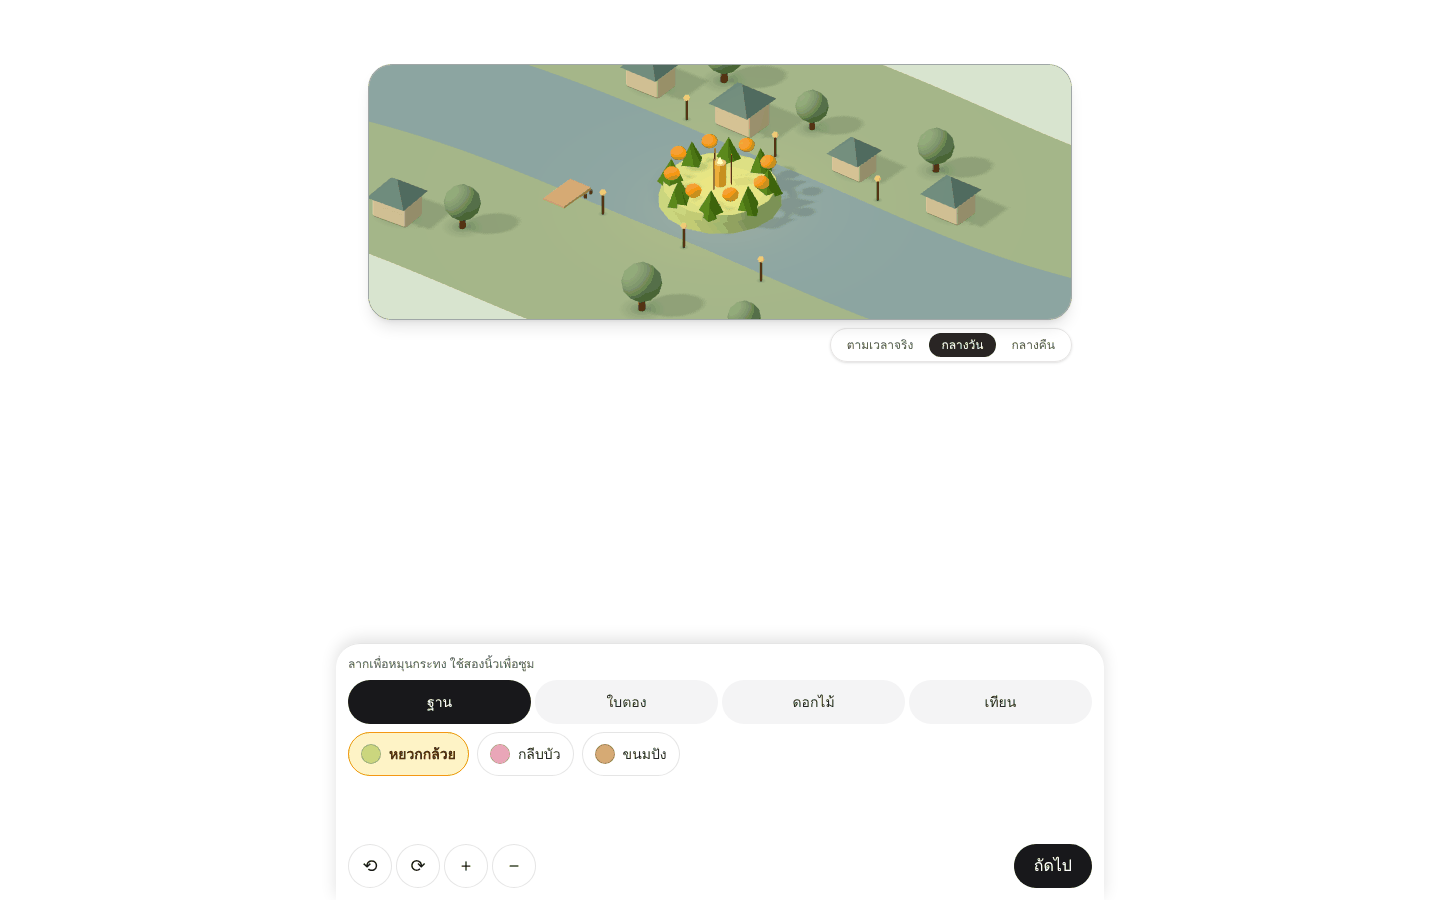 ตามเวลาจริง กลางวัน กลางคืน
ลากเพื่อหมุนกระทง ใช้สองนิ้วเพื่อซูม
ฐาน ใบตอง ดอกไม้ เทียน
หยวกกล้วย กลีบบัว ขนมปัง
⟲ ⟳ + −
ถัดไป